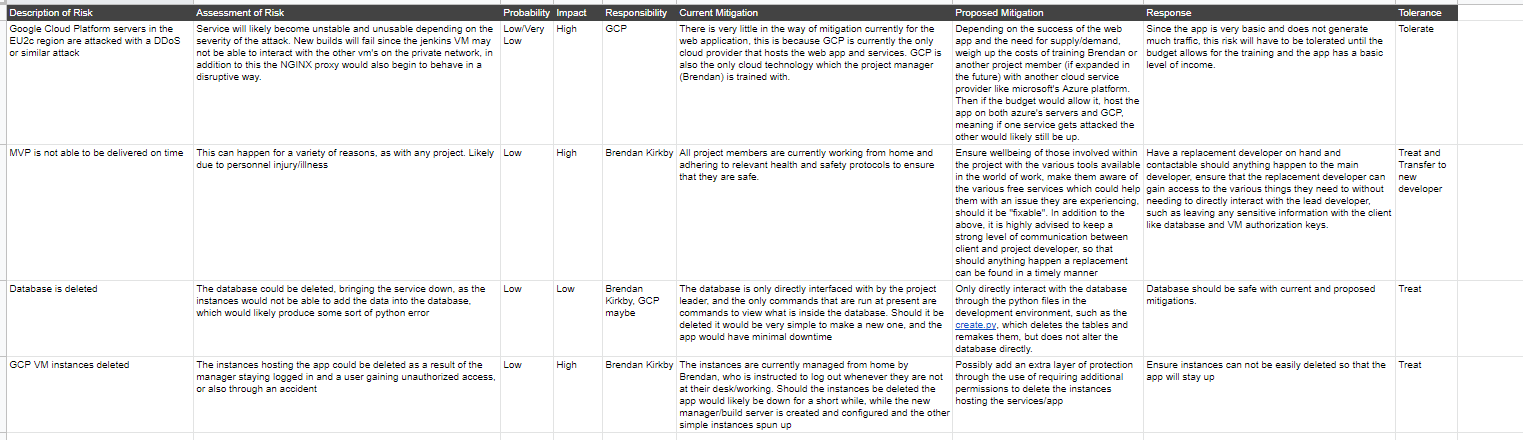 Description of Risk Assessment of Risk Probability Impact Responsibility Current Mitigation Proposed Mitigation Response Tolerance
Google Cloud Platform servers in the
EU2c region are attacked with a DDoS
or similar attack
Service will likely become unstable and unusable depending on the
severity of the attack. New builds will fail since the jenkins VM may
not be able to interact with the other vm's on the private network, in
addition to this the NGINX proxy would also begin to behave in a
disruptive way.
Low/Very
Low
High
GCP
There is very little in the way of mitigation currently for the
web application, this is because GCP is currently the only
cloud provider that hosts the web app and services. GCP is
also the only cloud technology which the project manager
(Brendan) is trained with.
Depending on the success of the web
app and the need for supply/demand,
weigh up the costs of training Brendan or
another project member (if expanded in
the future) with another cloud service
provider like microsoft's Azure platform.
Then if the budget would allow it, host the
app on both azure's servers and GCP,
meaning if one service gets attacked the
other would likely still be up.
Since the app is very basic and does not generate
much traffic, this risk will have to be tolerated until the
budget allows for the training and the app has a basic
level of income.
Tolerate
MVP is not able to be delivered on time
This can happen for a variety of reasons, as with any project. Likely
due to personnel injury/illness
Low
High
Brendan Kirkby
All project members are currently working from home and
adhering to relevant health and safety protocols to ensure
that they are safe.
Ensure wellbeing of those involved within
the project with the various tools available
in the world of work, make them aware of
the various free services which could help
them with an issue they are experiencing,
should it be "fixable". In addition to the
above, it is highly advised to keep a
strong level of communication between
client and project developer, so that
should anything happen a replacement
can be found in a timely manner
Have a replacement developer on hand and
contactable should anything happen to the main
developer, ensure that the replacement developer can
gain access to the various things they need to without
needing to directly interact with the lead developer,
such as leaving any sensitive information with the client
like database and VM authorization keys.
Treat and
Transfer to
new
developer
Database is deleted
The database could be deleted, bringing the service down, as the
instances would not be able to add the data into the database,
which would likely produce some sort of python error
Low
Low
Brendan
Kirkby, GCP
maybe
The database is only directly interfaced with by the project
leader, and the only commands that are run at present are
commands to view what is inside the database. Should it be
deleted it would be very simple to make a new one, and the
app would have minimal downtime
Only directly interact with the database
through the python files in the
development environment, such as the
create.py, which deletes the tables and
remakes them, but does not alter the
database directly.
Database should be safe with current and proposed
mitigations.
Treat
GCP VM instances deleted
The instances hosting the app could be deleted as a result of the
manager staying logged in and a user gaining unauthorized access,
or also through an accident
Low
High
Brendan Kirkby
The instances are currently managed from home by
Brendan, who is instructed to log out whenever they are not
at their desk/working. Should the instances be deleted the
app would likely be down for a short while, while the new
manager/build server is created and configured and the other
simple instances spun up
Possibly add an extra layer of protection
through the use of requiring additional
permissions to delete the instances
hosting the services/app
Ensure instances can not be easily deleted so that the
app will stay up
Treat